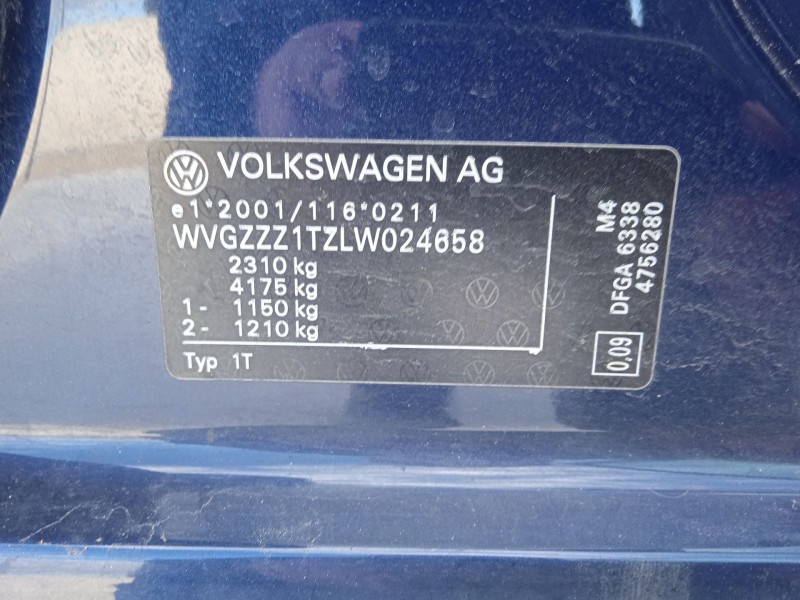 VOLKSWAGEN AG
e1*2001/116*0211
WVGZZZ1TZLW024658
2310 kg
4175 kg
1- 1150 kg
2- 1210 kg
Typ 1T
M4
DFGA 6338
4756280
0,09